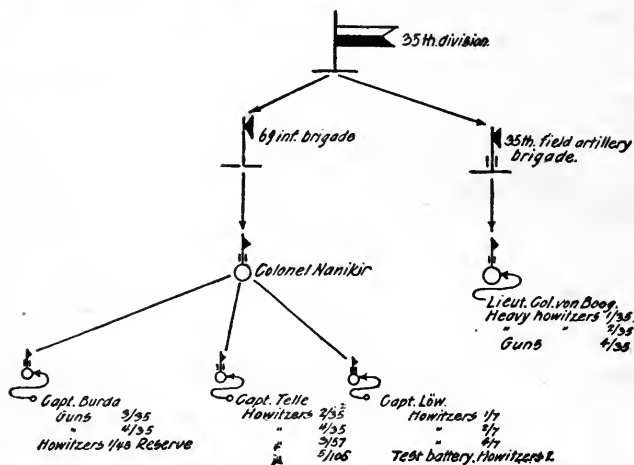 35th. division.
69 inf. brigade
35th. field artillery
brigade.
Colonel Nanikir
Lieut. Col. von Boog.
Heavy howitzers 1/35.
" " 2/35
Guns 4/35
Capt. Burda
Guns 3/35
" 4/35
Howitzers 1/48 Reserve
Capt. Telle
Howitzers 2/35
" 4/35
" 3/57
" 5/106
Capt. Löw.
Howitzers 1/7
" 2/7
" 4/7
Test battery, Howitzers 2.